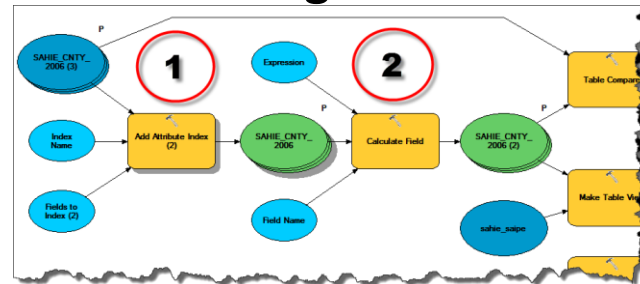 P
SAHIE_CNTY_
2006 (3)
1
Expression
2
Table Compare
P
P
Index
Name
Add Attribute Index
(2)
SAHIE_CNTY_
2006
Calculate Field
SAHIE_CNTY_
2006 (2)
Fields to
Index (2)
Field Name
Make Table
sahie_saipe